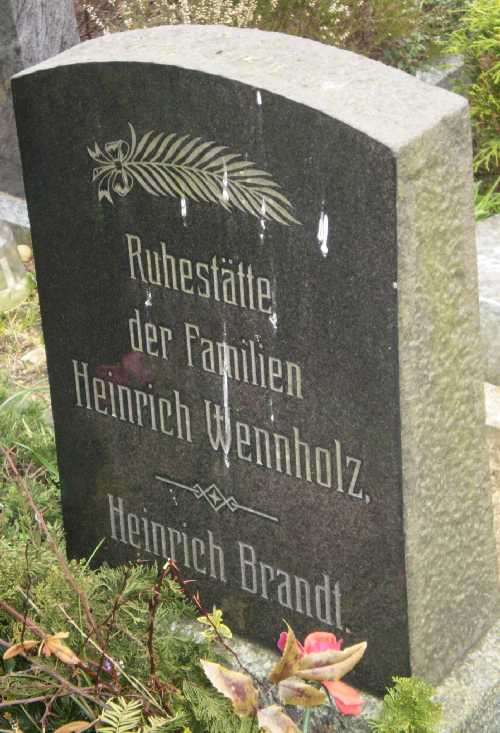 Ruhestätte
der Familien
Heinrich Wennholz,
Heinrich Brandt.